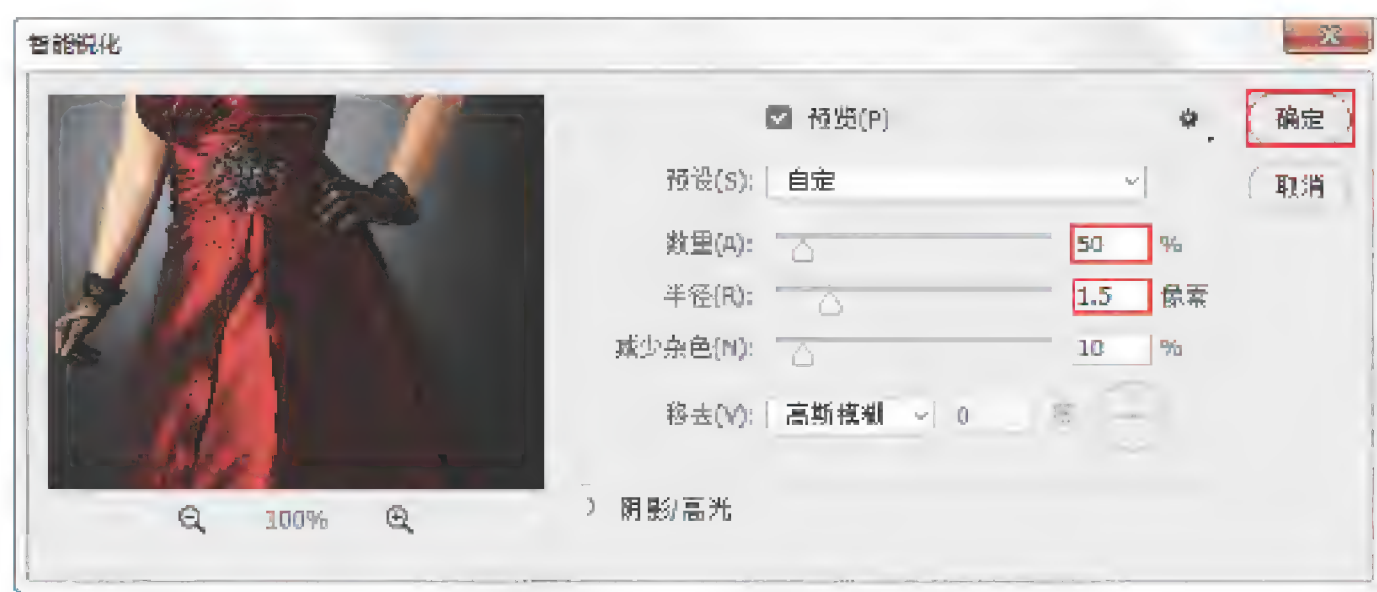 智能锐化
预览(P)
确定
预设(S): 自定
取消
数量(A): 50 %
半径(R): 1.5 像素
减少杂色(N): 10 %
移去(V): 高斯模糊 0 度
阴影/高光
100%